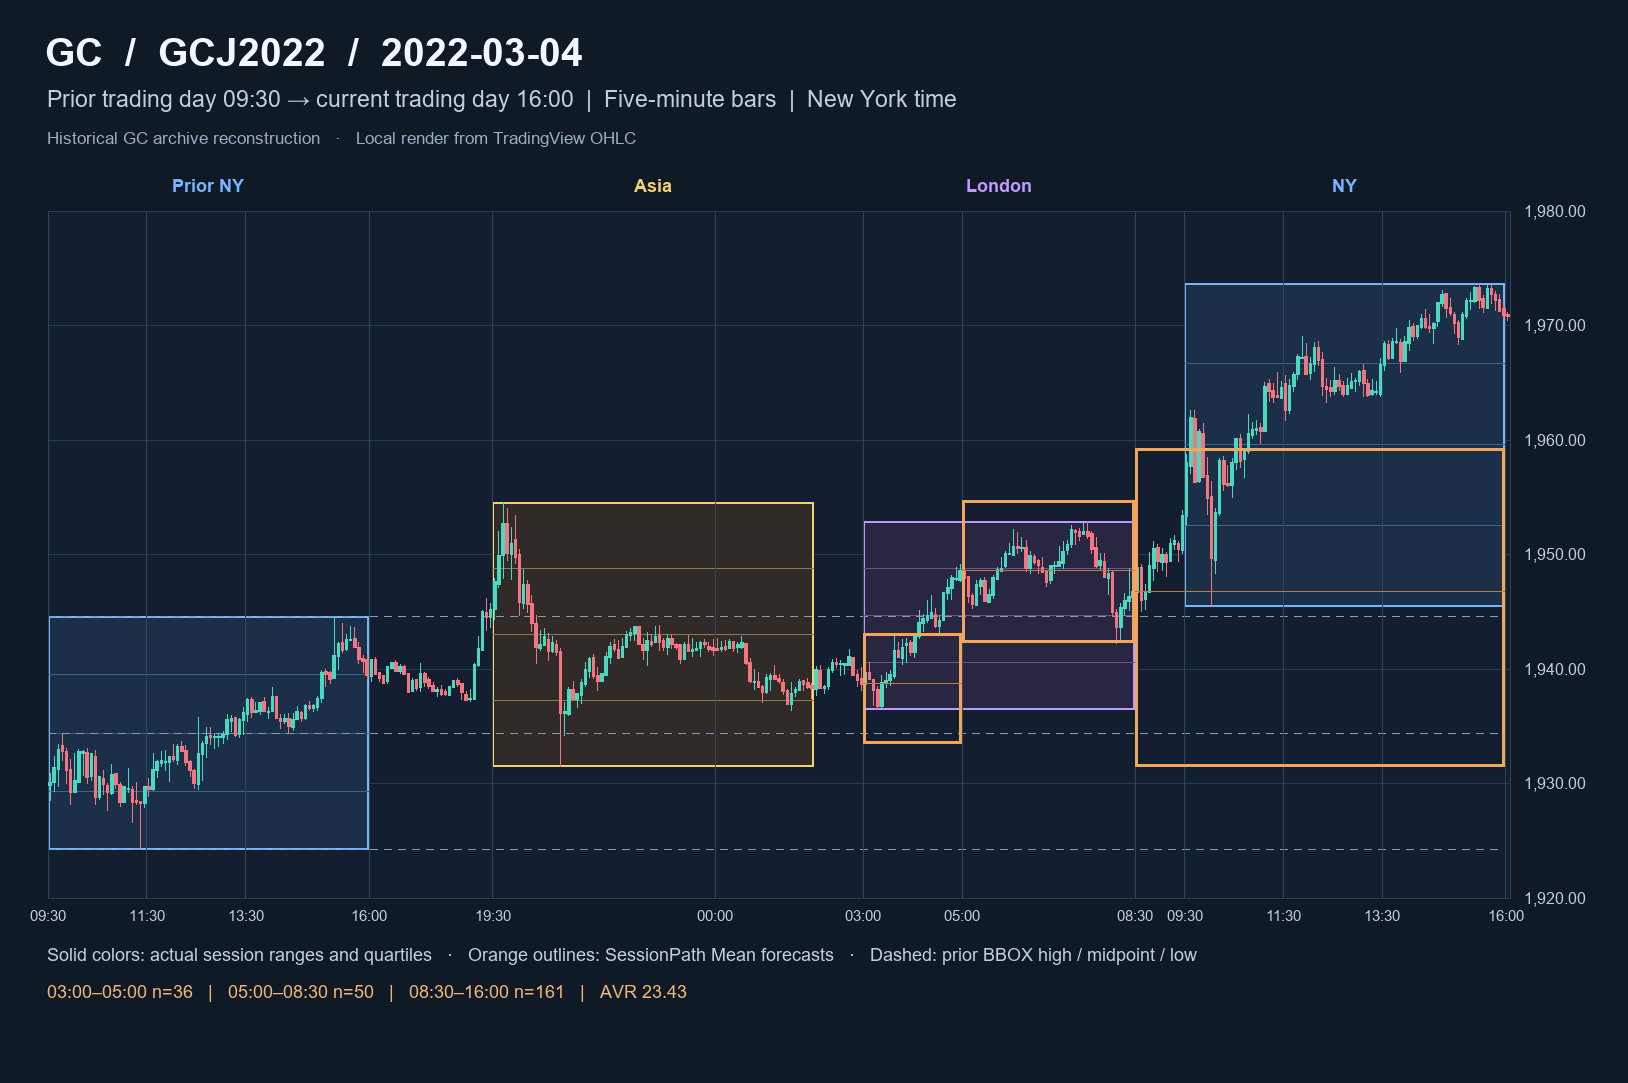 GC / GCJ2022 / 2022-03-04
Prior trading day 09:30 → current trading day 16:00 | Five-minute bars | New York time
Historical GC archive reconstruction · Local render from TradingView OHLC
Prior NY Asia London NY
1,980.00
1,970.00
1,960.00
1,950.00
1,940.00
1,930.00
1,920.00
09:30 11:30 13:30 16:00 19:30 00:00 03:00 05:00 08:30 09:30 11:30 13:30 16:00
Solid colors: actual session ranges and quartiles · Orange outlines: SessionPath Mean forecasts · Dashed: prior BBOX high / midpoint / low
03:00–05:00 n=36 | 05:00–08:30 n=50 | 08:30–16:00 n=161 | AVR 23.43